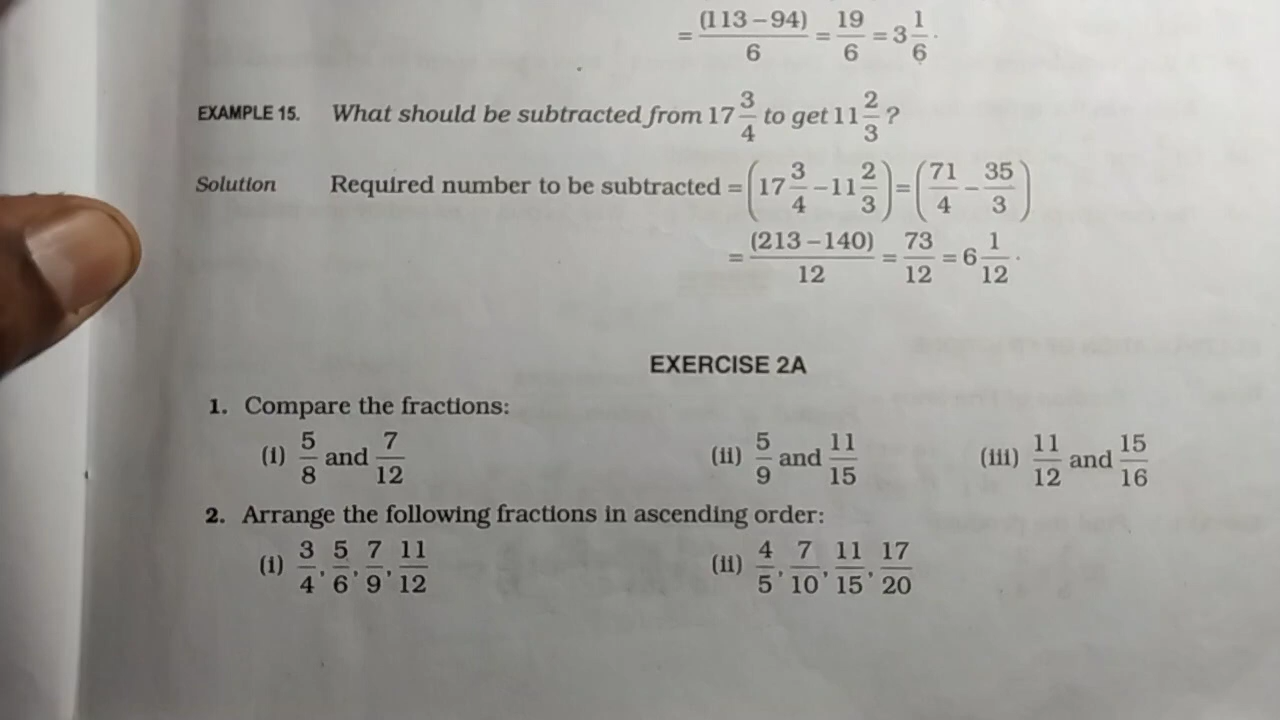 = (113 – 94)/6 = 19/6 = 3 1/6.
EXAMPLE 15. What should be subtracted from 17 3/4 to get 11 2/3 ?
Solution Required number to be subtracted = (17 3/4 – 11 2/3) = (71/4 – 35/3)
= (213 – 140)/12 = 73/12 = 6 1/12.
EXERCISE 2A
1. Compare the fractions:
(i) 5/8 and 7/12 (ii) 5/9 and 11/15 (iii) 11/12 and 15/16
2. Arrange the following fractions in ascending order:
(i) 3/4, 5/6, 7/9, 11/12 (ii) 4/5, 7/10, 11/15, 17/20